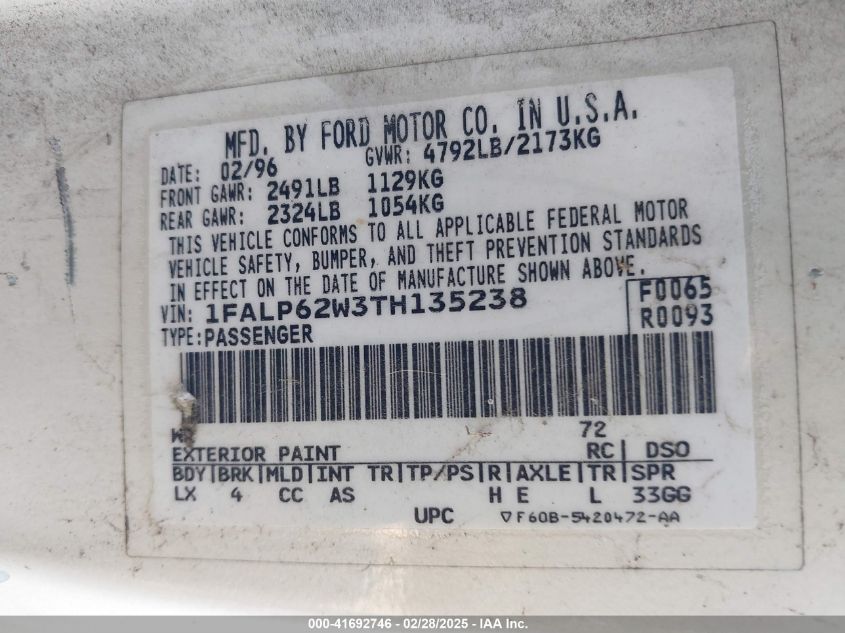 MFD. BY FORD MOTOR CO. IN U.S.A.
DATE: 02/96 GVWR: 4792LB/2173KG
FRONT GAWR: 2491LB 1129KG
REAR GAWR: 2324LB 1054KG
THIS VEHICLE CONFORMS TO ALL APPLICABLE FEDERAL MOTOR
VEHICLE SAFETY, BUMPER, AND THEFT PREVENTION STANDARDS
IN EFFECT ON THE DATE OF MANUFACTURE SHOWN ABOVE.
VIN: 1FALP62W3TH135238 F0065
TYPE: PASSENGER R0093
72
EXTERIOR PAINT RC DSO
BDY BRK MLD INT TR TP/PS R AXLE TR SPR
LX 4 CC AS H E L 33GG
UPC ▽F60B-5420472-AA
000-41692746 - 02/28/2025 - IAA Inc.